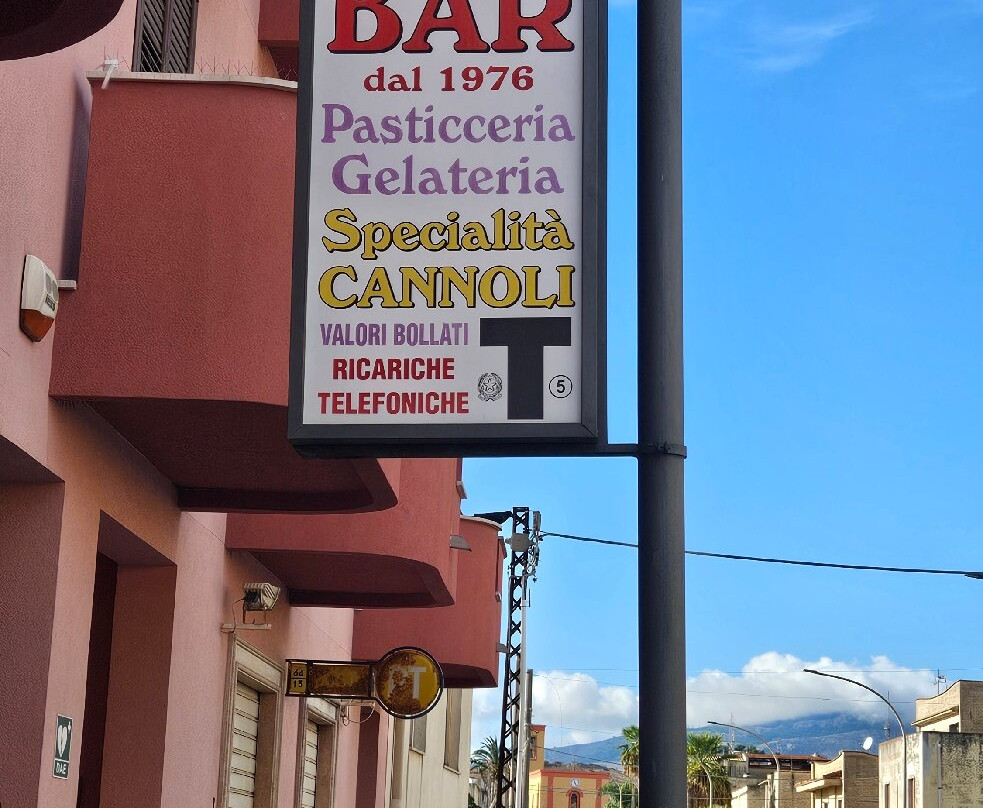 BAR
dal 1976
Pasticceria
Gelateria
Specialità
CANNOLI
VALORI BOLLATI
RICARICHE
TELEFONICHE
T
5
T
DAE